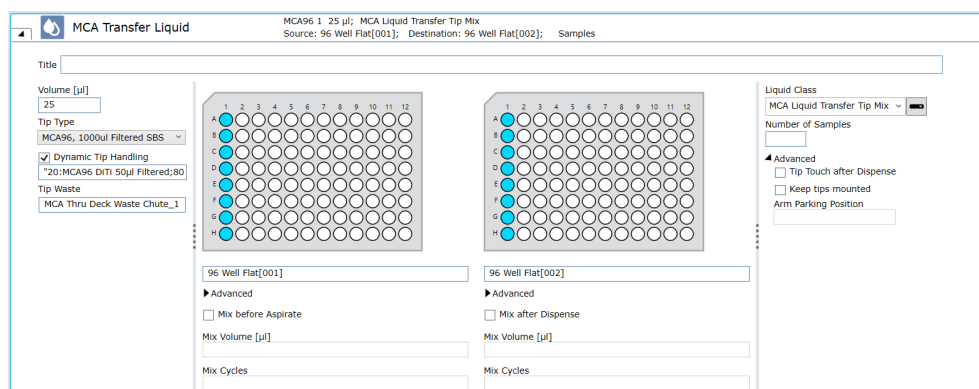 MCA Transfer Liquid
MCA96 1  25 µl;  MCA Liquid Transfer Tip Mix
Source: 96 Well Flat[001];  Destination: 96 Well Flat[002];    Samples
Title
Volume [µl]
25
Tip Type
MCA96, 1000ul Filtered SBS
Dynamic Tip Handling
"20:MCA96 DiTi 50µl Filtered;80
Tip Waste
MCA Thru Deck Waste Chute_1
1 2 3 4 5 6 7 8 9 10 11 12
A
B
C
D
E
F
G
H
96 Well Flat[001]
Advanced
Mix before Aspirate
Mix Volume [µl]
Mix Cycles
1 2 3 4 5 6 7 8 9 10 11 12
A
B
C
D
E
F
G
H
96 Well Flat[002]
Advanced
Mix after Dispense
Mix Volume [µl]
Mix Cycles
Liquid Class
MCA Liquid Transfer Tip Mix
Number of Samples
Advanced
Tip Touch after Dispense
Keep tips mounted
Arm Parking Position